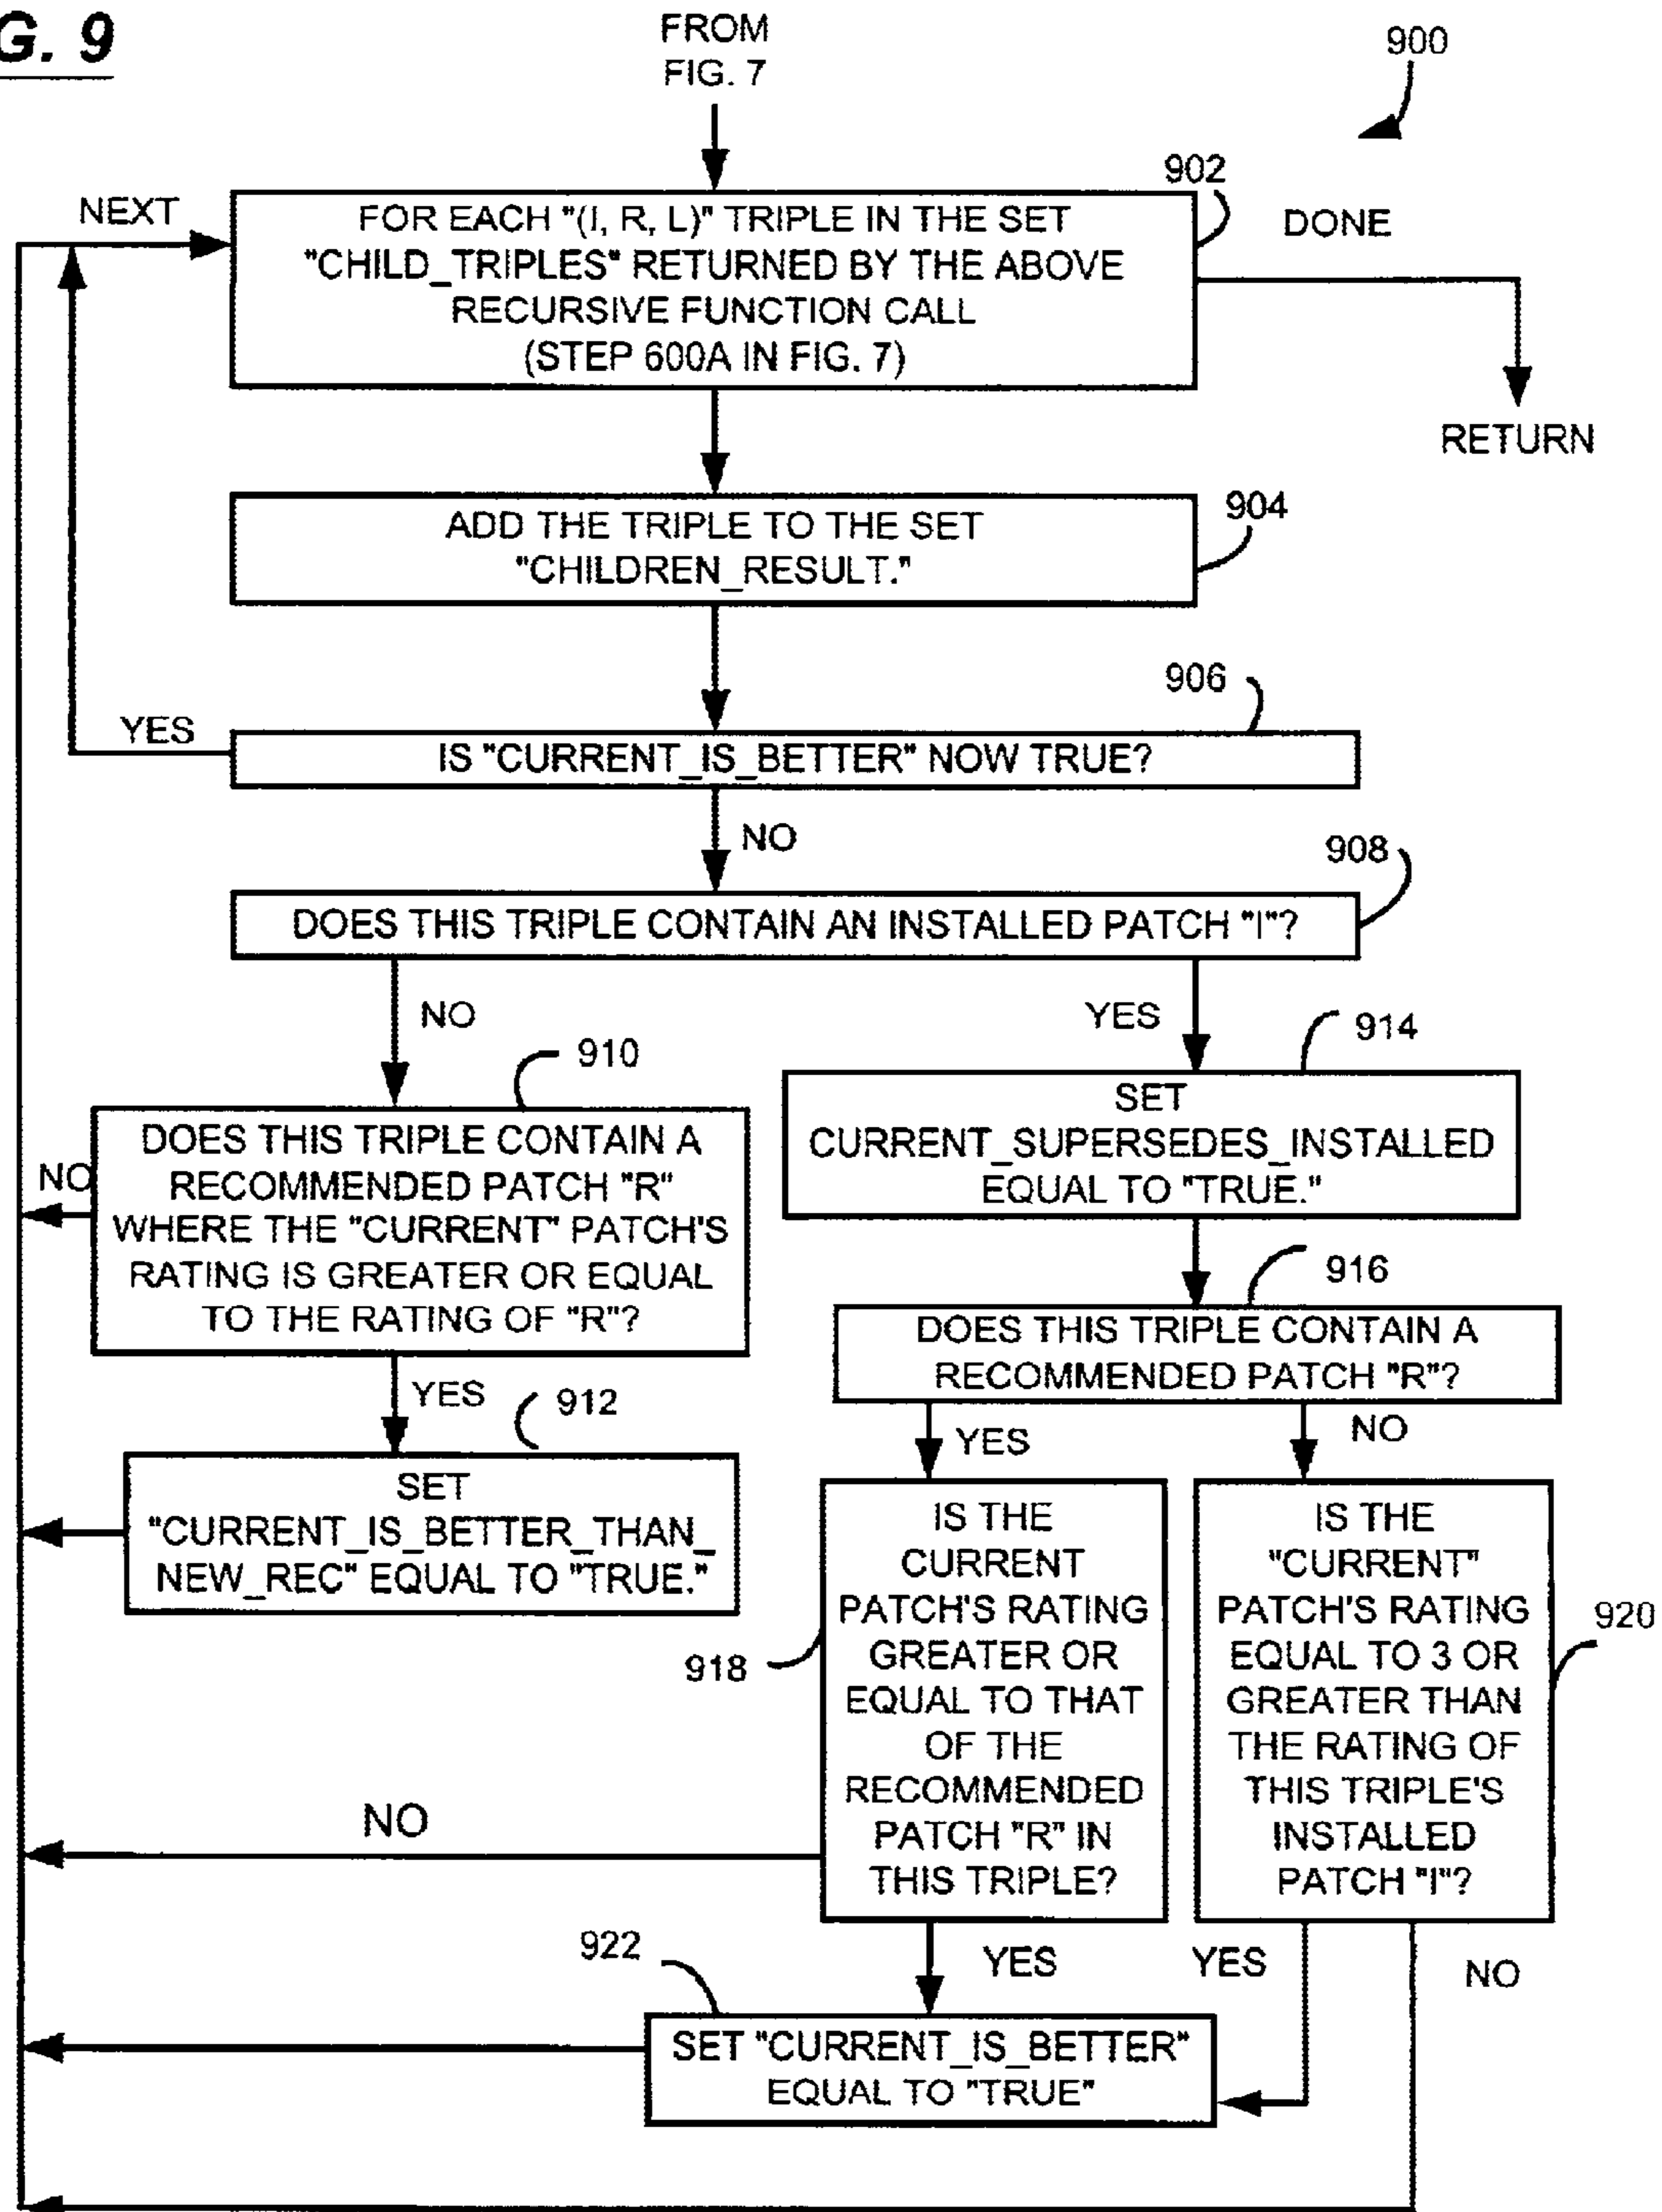 G. 9
FROM
FIG. 7
900
902
NEXT
FOR EACH "(I, R, L)" TRIPLE IN THE SET
"CHILD_TRIPLES" RETURNED BY THE ABOVE
RECURSIVE FUNCTION CALL
(STEP 600A IN FIG. 7)
DONE
RETURN
904
ADD THE TRIPLE TO THE SET
"CHILDREN_RESULT."
906
YES
IS "CURRENT_IS_BETTER" NOW TRUE?
NO
908
DOES THIS TRIPLE CONTAIN AN INSTALLED PATCH "I"?
NO
YES
910
914
DOES THIS TRIPLE CONTAIN A
RECOMMENDED PATCH "R"
WHERE THE "CURRENT" PATCH'S
RATING IS GREATER OR EQUAL
TO THE RATING OF "R"?
NO
SET
CURRENT_SUPERSEDES_INSTALLED
EQUAL TO "TRUE."
916
DOES THIS TRIPLE CONTAIN A
RECOMMENDED PATCH "R"?
YES
912
SET
"CURRENT_IS_BETTER_THAN_
NEW_REC" EQUAL TO "TRUE."
YES
NO
IS THE
CURRENT
PATCH'S RATING
GREATER OR
EQUAL TO THAT
OF THE
RECOMMENDED
PATCH "R" IN
THIS TRIPLE?
918
IS THE
"CURRENT"
PATCH'S RATING
EQUAL TO 3 OR
GREATER THAN
THE RATING OF
THIS TRIPLE'S
INSTALLED
PATCH "I"?
920
NO
922
YES
YES
NO
SET "CURRENT_IS_BETTER"
EQUAL TO "TRUE"